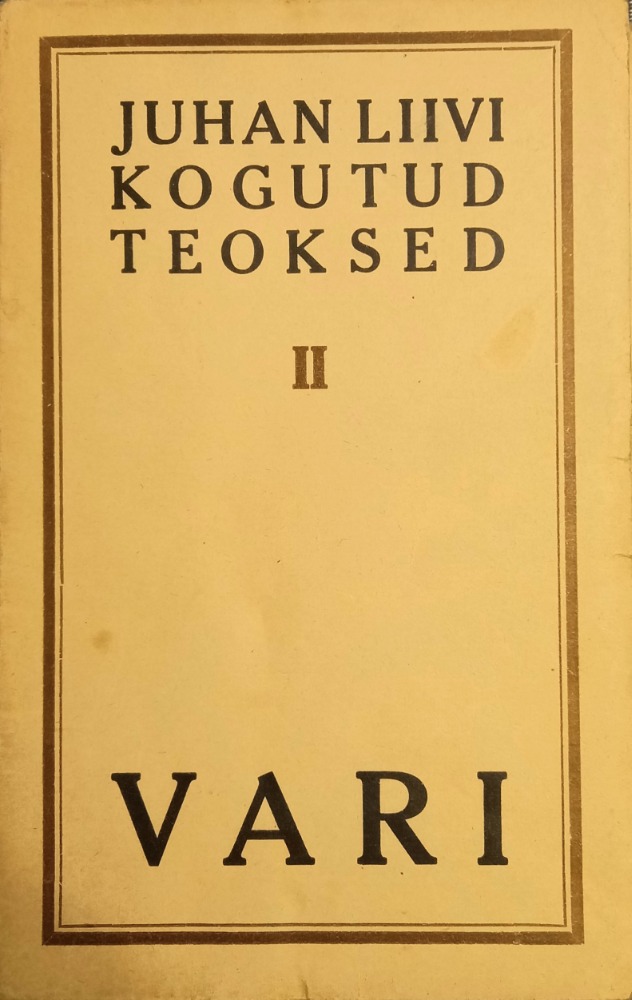 JUHAN LIIVI
KOGUTUD
TEOKSED
II
VARI